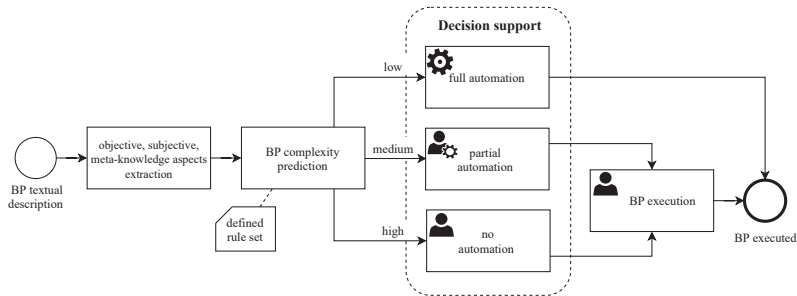 Decision support
low
full automation
objective, subjective,
meta-knowledge aspects
extraction
BP complexity
prediction
medium
partial
automation
BP textual
description
defined
rule set
high
no
automation
BP execution
BP executed